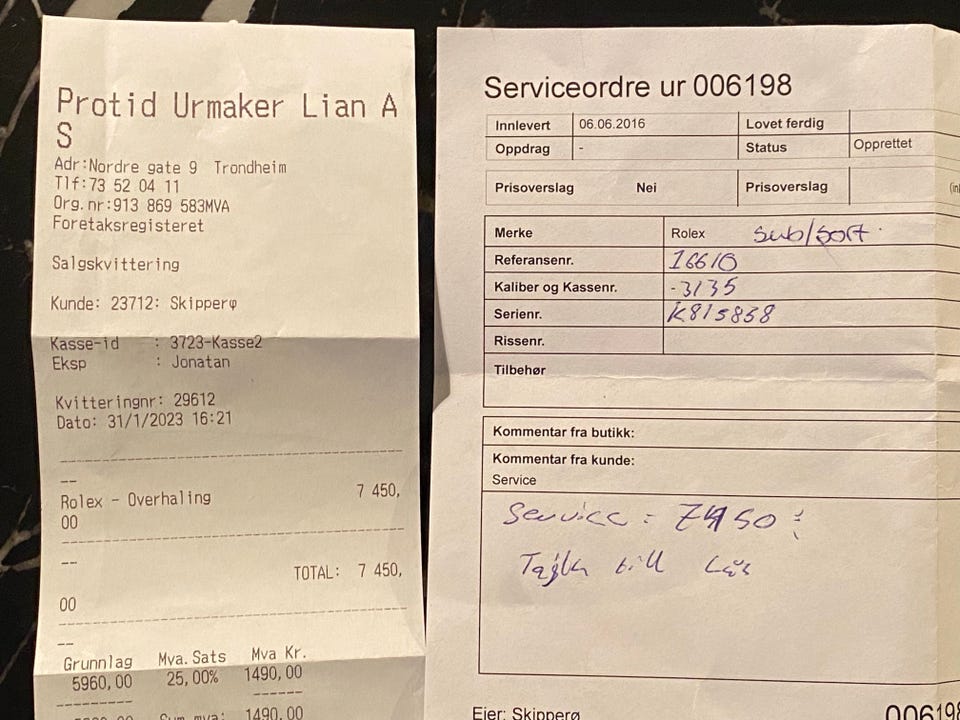 Protid Urmaker Lian A
S
Adr:Nordre gate 9 Trondheim
Tlf:73 52 04 11
Org.nr:913 869 583MVA
Foretaksregisteret
Salgskvittering
Kunde: 23712: Skipperφ
Kasse-id : 3723-Kasse2
Eksp : Jonatan
Kvitteringnr: 29612
Dato: 31/1/2023 16:21
--
Rolex - Overhaling 7 450,
00
--
TOTAL: 7 450,
00
--
Grunnlag Mva.Sats Mva Kr.
5960,00 25,00% 1490,00
Sum mva: 1490,00
Serviceordre ur 006198
Innlevert 06.06.2016 Lovet ferdig
Oppdrag - Status Opprettet
Prisoverslag Nei Prisoverslag
Merke Rolex Sub/sort
Referansenr. 16610
Kaliber og Kassenr. -3135
Serienr. K815858
Rissenr.
Tilbehør
Kommentar fra butikk:
Kommentar fra kunde:
Service
Service : 7450 :
till
Eier: Skipperø
006198